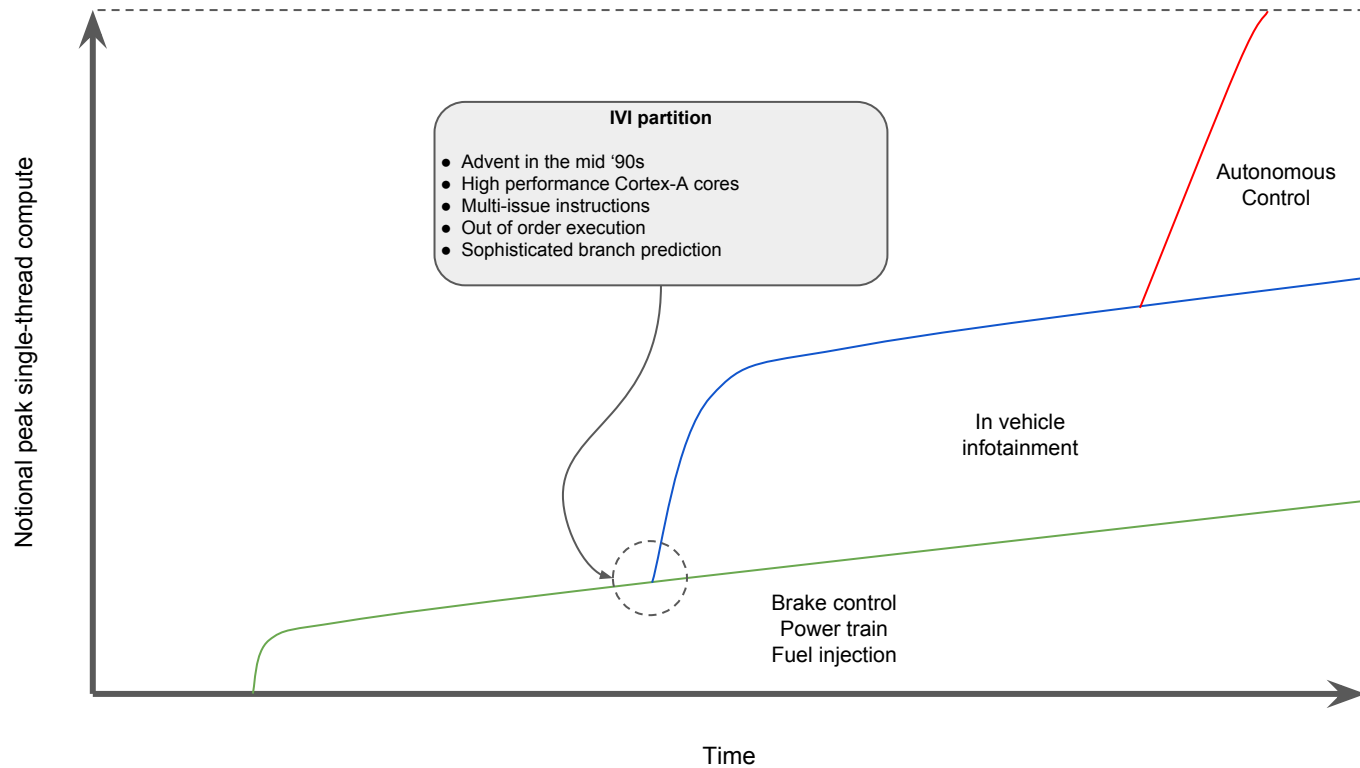 Notional peak single-thread compute
IVI partition
● Advent in the mid ‘90s
● High performance Cortex-A cores
● Multi-issue instructions
● Out of order execution
● Sophisticated branch prediction
Autonomous
Control
In vehicle
infotainment
Brake control
Power train
Fuel injection
Time